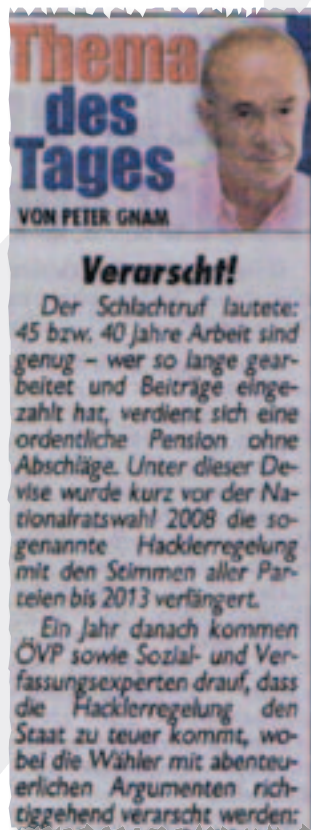 Thema
des
Tages
VON PETER GNAM
Verarscht!
Der Schlachtruf lautete:
45 bzw. 40 Jahre Arbeit sind
genug – wer so lange gear-
beitet und Beiträge einge-
zahlt hat, verdient sich eine
ordentliche Pension ohne
Abschläge. Unter dieser De-
vise wurde kurz vor der Na-
tionalratswahl 2008 die so-
genannte Hacklerregelung
mit den Stimmen aller Par-
teien bis 2013 verlängert.
Ein Jahr danach kommen
ÖVP sowie Sozial- und Ver-
fassungsexperten drauf, dass
die Hacklerregelung den
Staat zu teuer kommt, wo-
bei die Wähler mit abenteu-
erlichen Argumenten rich-
tiggehend verarscht werden: